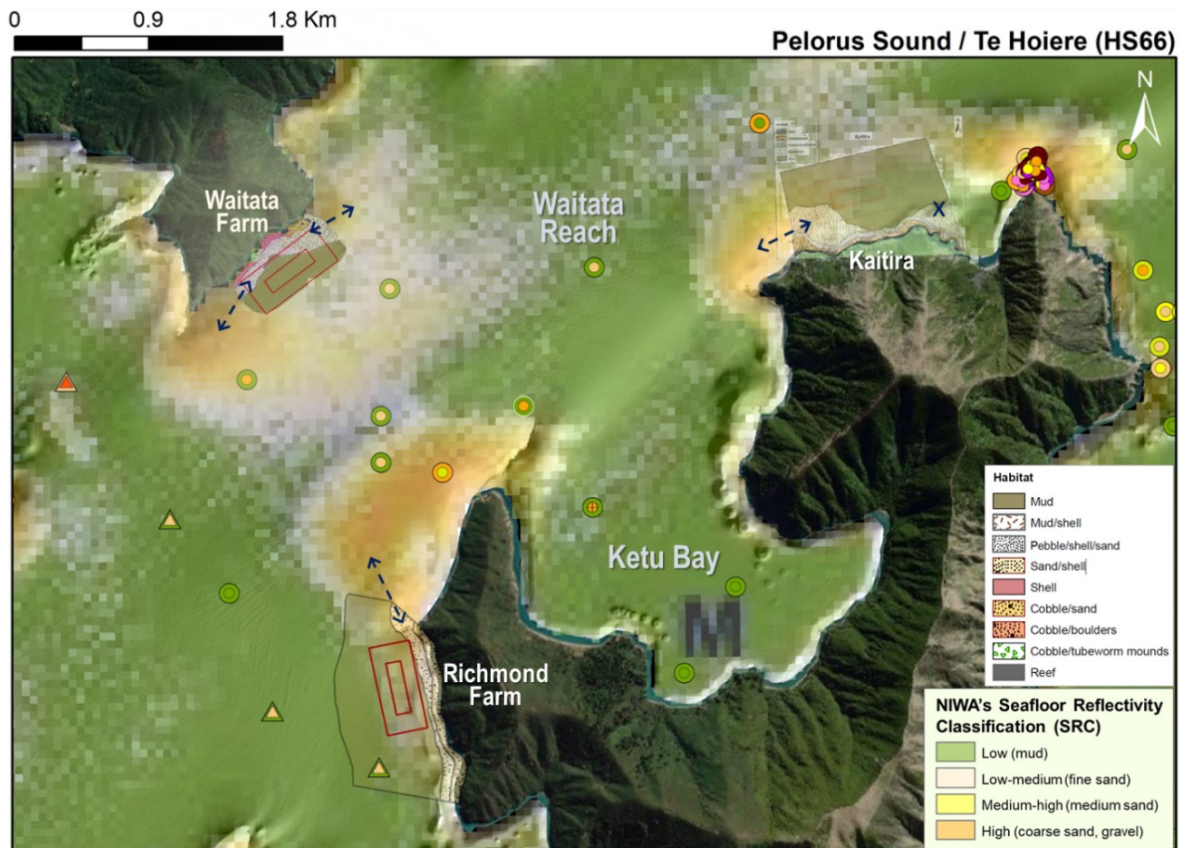 0 0.9 1.8 Km
Pelorus Sound / Te Hoiere (HS66)
N
Waitata
Farm
Waitata
Reach
Kaitira
X
Kaitira
Ketu Bay
M
Richmond
Farm
Habitat
Mud
Mud/shell
Pebble/shell/sand
Sand/shell
Shell
Cobble/sand
Cobble/boulders
Cobble/tubeworm mounds
Reef
NIWA's Seafloor Reflectivity
Classification (SRC)
Low (mud)
Low-medium (fine sand)
Medium-high (medium sand)
High (coarse sand, gravel)